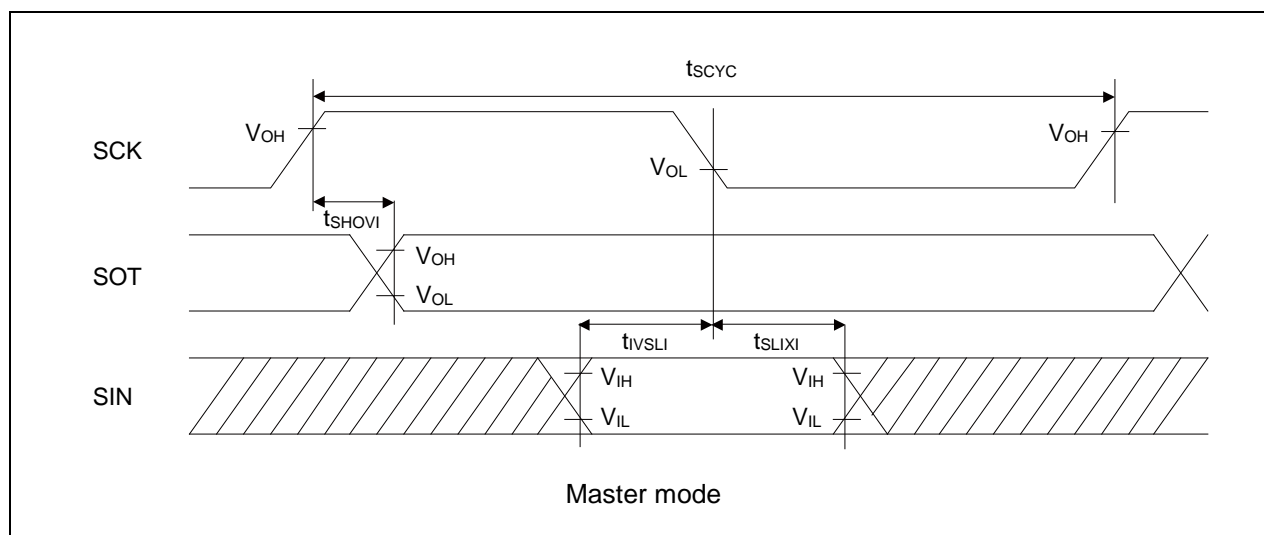 tSCYC
SCK
VOH
VOL
VOH
tSHOVI
SOT
VOH
VOL
tIVSLI
tSLIXI
SIN
VIH
VIH
VIL
VIL
Master mode